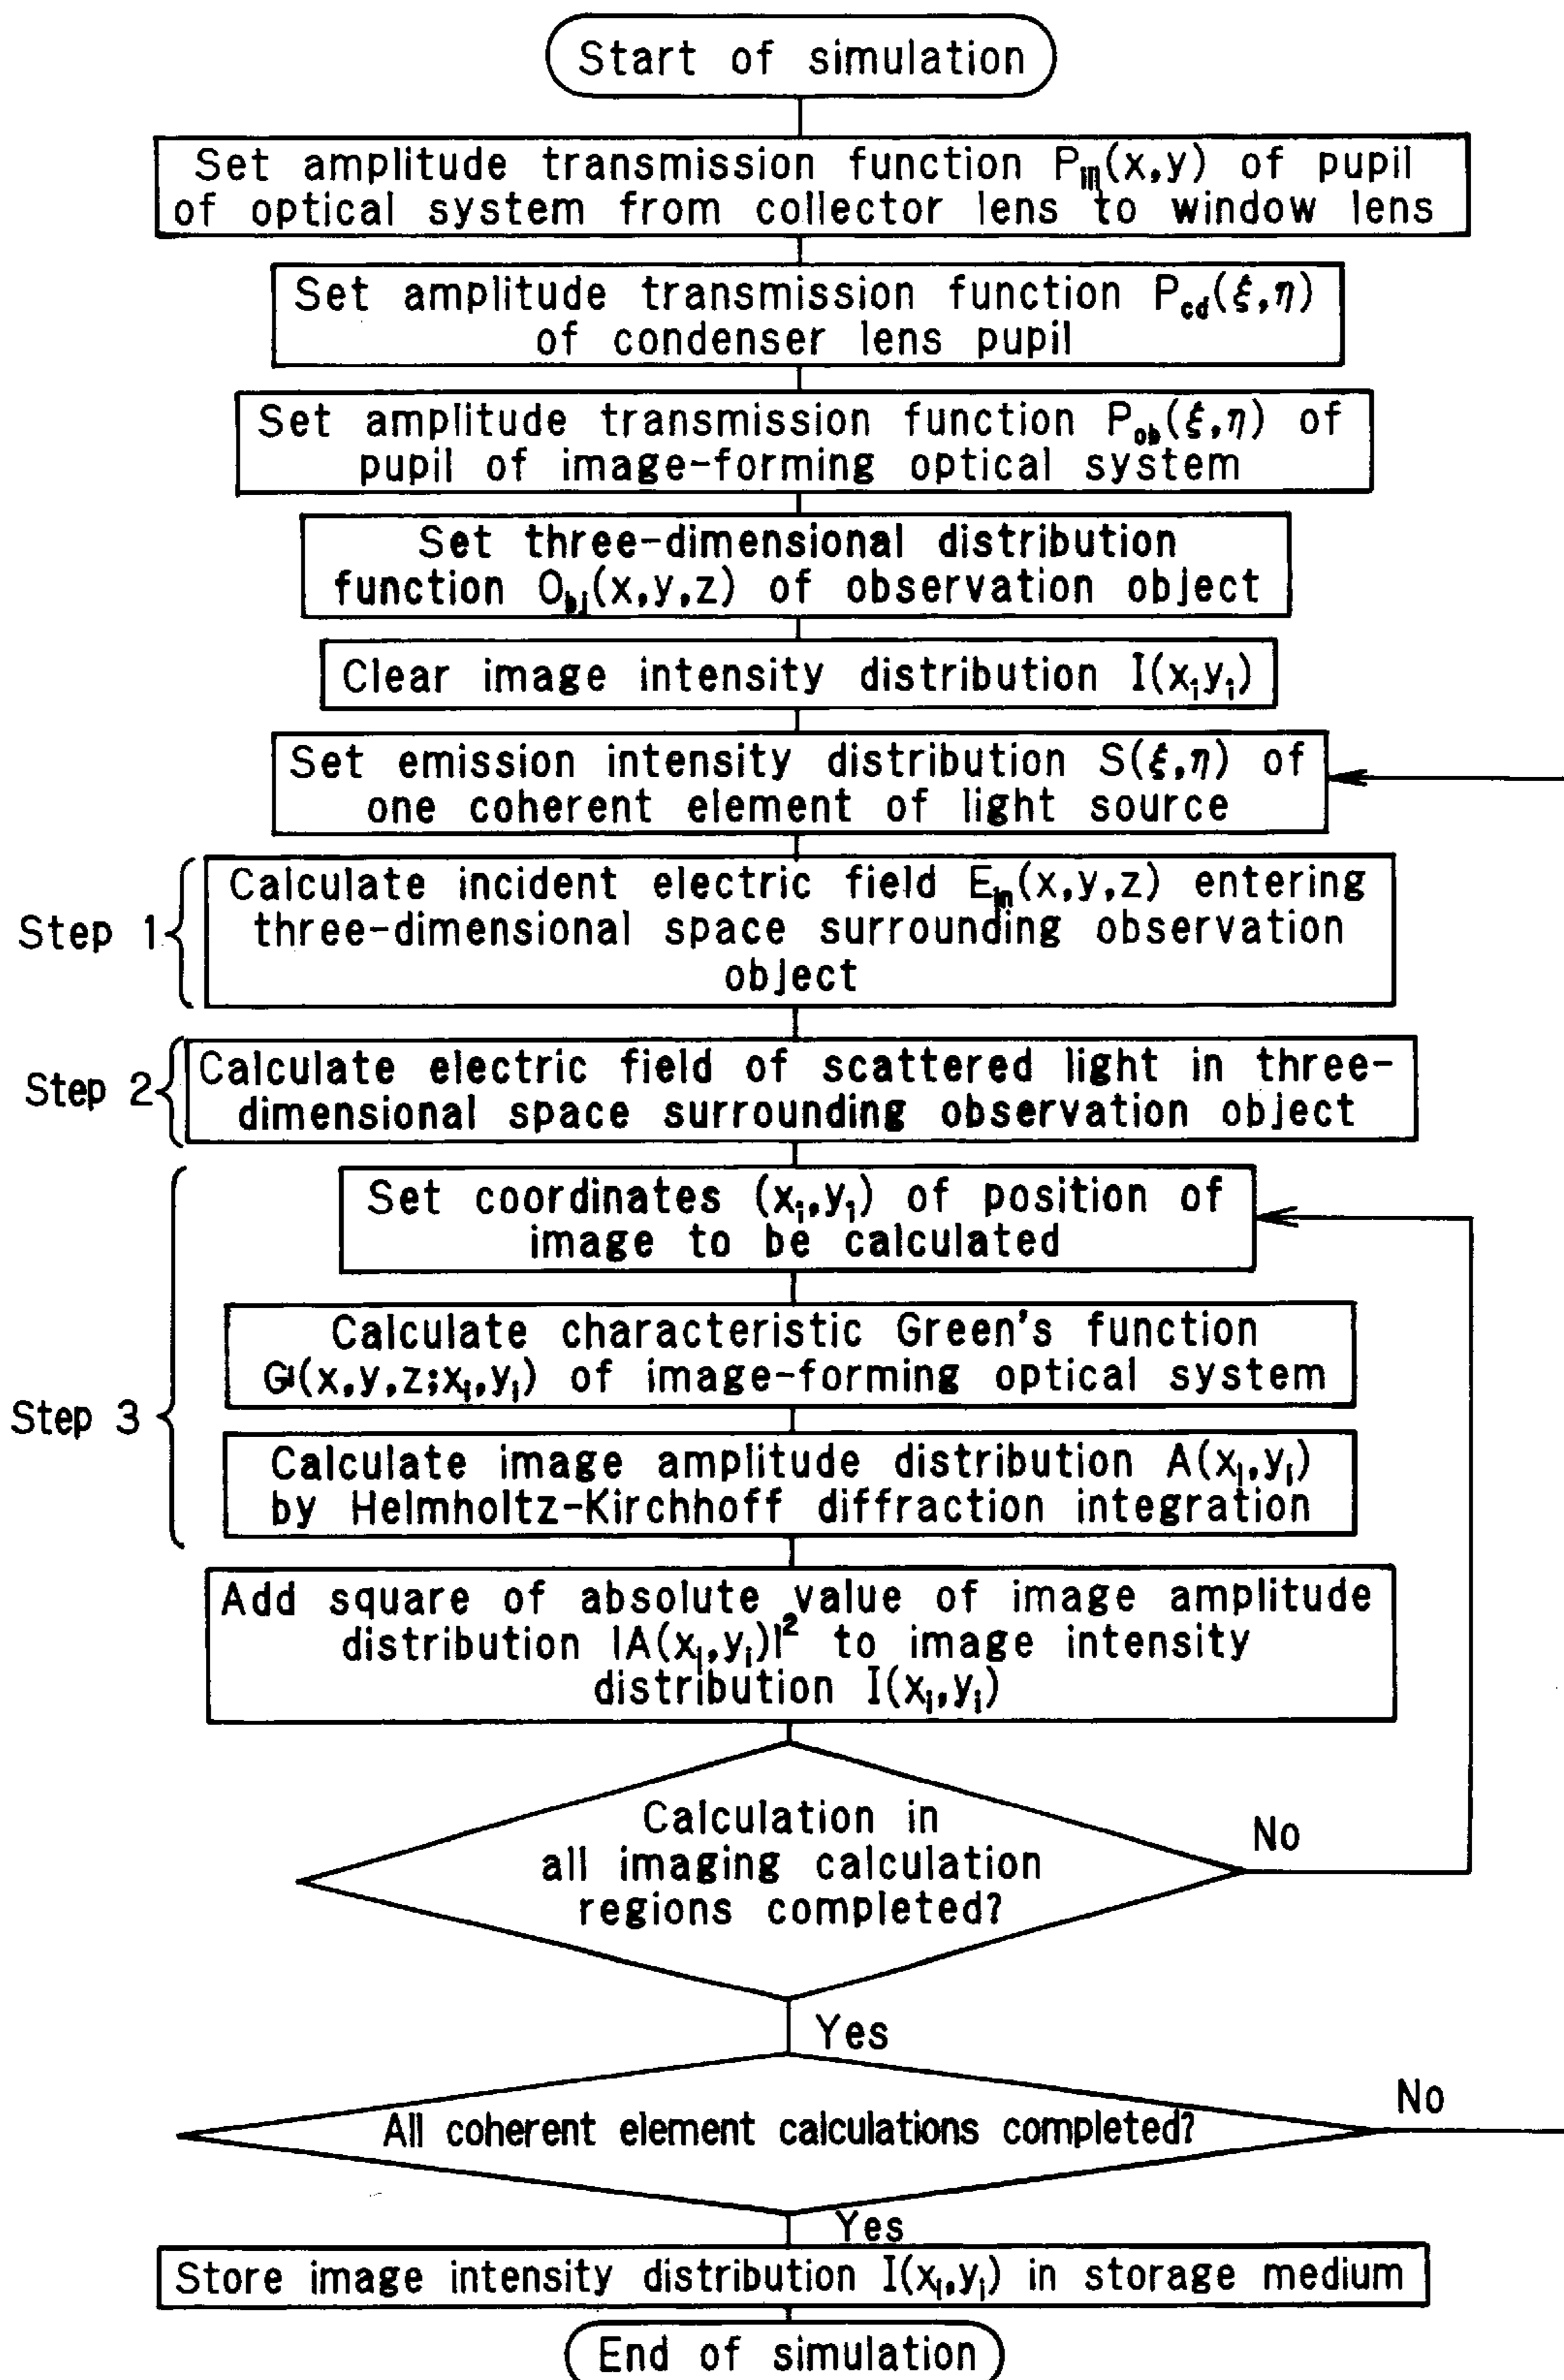 Start of simulation
Set amplitude transmission function P_in(x,y) of pupil
of optical system from collector lens to window lens
Set amplitude transmission function P_cd(ξ,η)
of condenser lens pupil
Set amplitude transmission function P_ob(ξ,η) of
pupil of image-forming optical system
Set three-dimensional distribution
function O_bj(x,y,z) of observation object
Clear image intensity distribution I(x_i y_i)
Set emission intensity distribution S(ξ,η) of
one coherent element of light source
Step 1
Calculate incident electric field E_in(x,y,z) entering
three-dimensional space surrounding observation
object
Step 2
Calculate electric field of scattered light in three-
dimensional space surrounding observation object
Step 3
Set coordinates (x_i,y_i) of position of
image to be calculated
Calculate characteristic Green's function
G(x,y,z;x_i,y_i) of image-forming optical system
Calculate image amplitude distribution A(x_i,y_i)
by Helmholtz-Kirchhoff diffraction integration
Add square of absolute value of image amplitude
distribution |A(x_i,y_i)|² to image intensity
distribution I(x_i,y_i)
Calculation in
all imaging calculation
regions completed?
No
Yes
All coherent element calculations completed?
No
Yes
Store image intensity distribution I(x_i,y_i) in storage medium
End of simulation